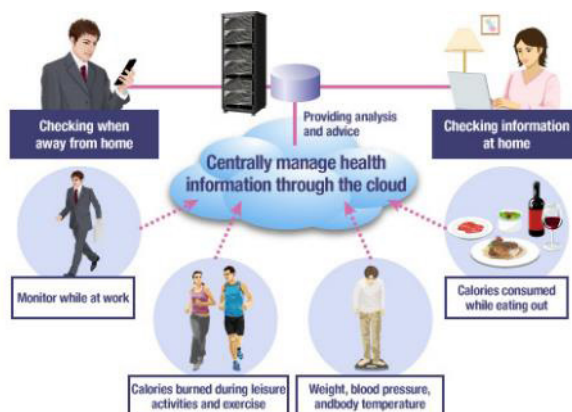 Checking when
away from home
Providing analysis
and advice
Checking information
at home
Centrally manage health
information through the cloud
Monitor while at work
Calories burned during leisure
activities and exercise
Weight, blood pressure,
andbody temperature
Calories consumed
while eating out